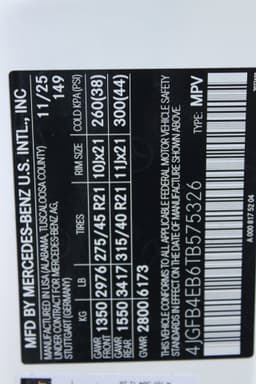 MFD BY MERCEDES-BENZ U.S. INTL., INC
MANUFACTURED IN USA (ALABAMA, TUSCALOOSA COUNTY) 11/25
UNDER CONTRACT FOR MERCEDES-BENZ AG, 149
STUTTGART (GERMANY)
KG LB TIRES RIM SIZE COLD KPA (PSI)
GAWR FRONT 1350 2976 275/45 R21 10Jx21 260(38)
GAWR REAR 1550 3417 315/40 R21 11Jx21 300(44)
GVWR 2800 6173
THIS VEHICLE CONFORMS TO ALL APPLICABLE FEDERAL MOTOR VEHICLE SAFETY
STANDARDS IN EFFECT ON THE DATE OF MANUFACTURE SHOWN ABOVE.
4JGFB4EB6TB575326 TYPE: MPV
A 000 817 52 04